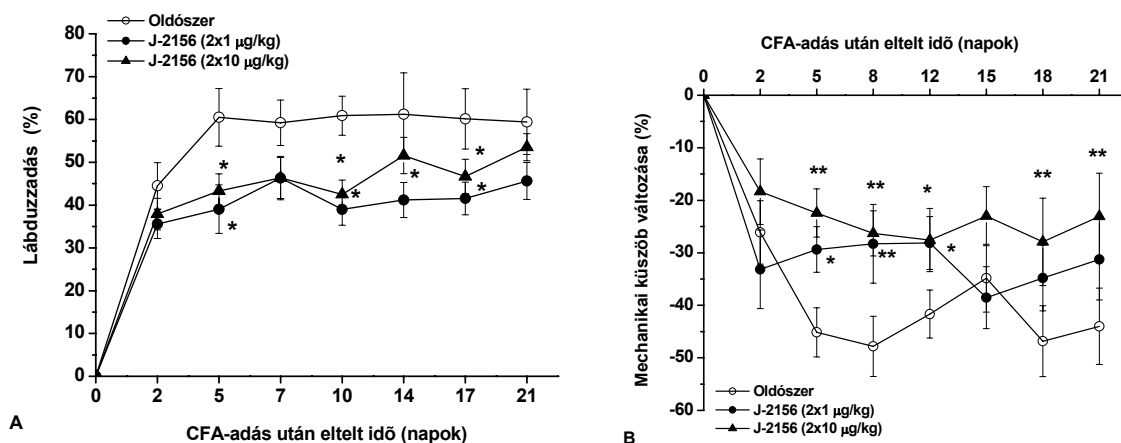 Oldószer
J-2156 (2x1 µg/kg)
J-2156 (2x10 µg/kg)
80
70
60
50
40
30
20
10
0
Lábduzzadás (%)
* * * * * * *
0 2 5 7 10 14 17 21
CFA-adás után eltelt idõ (napok)
A
CFA-adás után eltelt idõ (napok)
0 2 5 8 12 15 18 21
0
-10
-20
-30
-40
-50
-60
Mechanikai küszöb változása (%)
** ** * ** **
* ** *
Oldószer
J-2156 (2x1 µg/kg)
J-2156 (2x10 µg/kg)
B